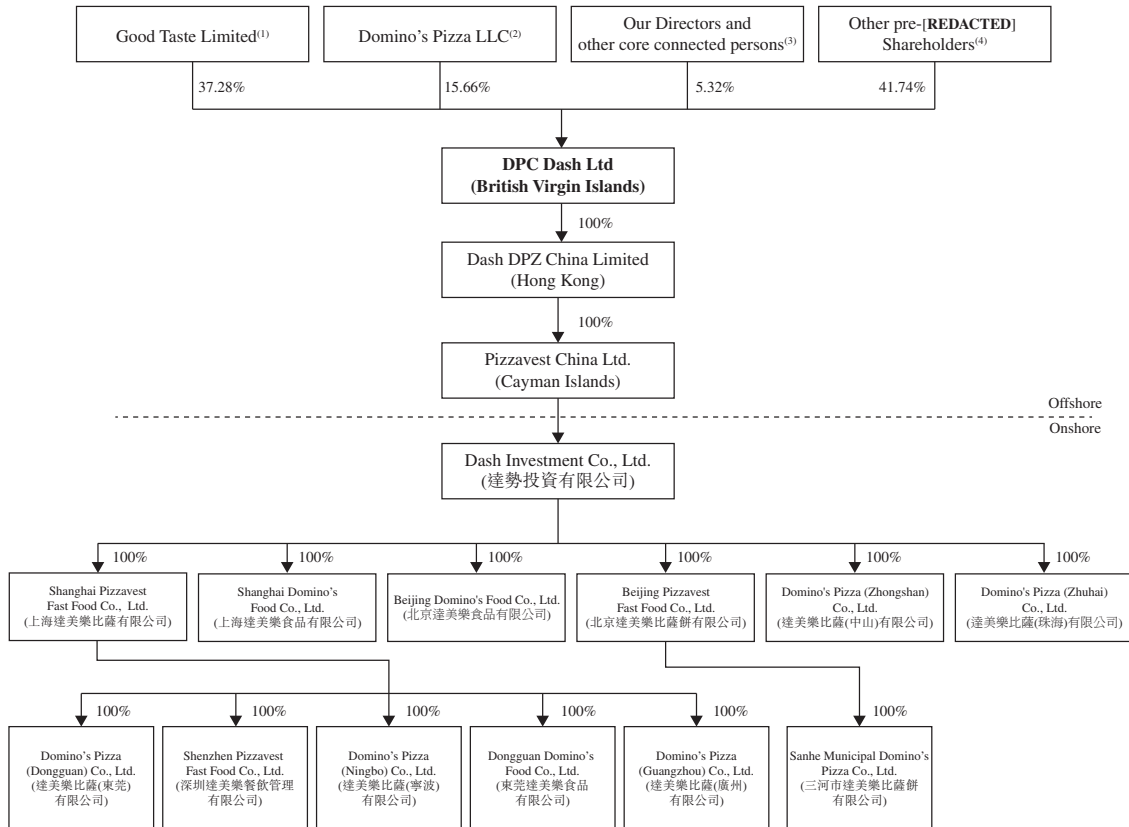 Good Taste Limited(1)
Domino's Pizza LLC(2)
Our Directors and
other core connected persons(3)
Other pre-[REDACTED]
Shareholders(4)
37.28%
15.66%
5.32%
41.74%
DPC Dash Ltd
(British Virgin Islands)
100%
Dash DPZ China Limited
(Hong Kong)
100%
Pizzavest China Ltd.
(Cayman Islands)
Offshore
Onshore
Dash Investment Co., Ltd.
(達勢投資有限公司)
100%
100%
100%
100%
100%
100%
Shanghai Pizzavest
Fast Food Co., Ltd.
(上海達美樂比薩有限公司)
Shanghai Domino's
Food Co., Ltd.
(上海達美樂食品有限公司)
Beijing Domino's Food Co., Ltd.
(北京達美樂食品有限公司)
Beijing Pizzavest
Fast Food Co., Ltd.
(北京達美樂比薩餅有限公司)
Domino's Pizza (Zhongshan)
Co., Ltd.
(達美樂比薩(中山)有限公司)
Domino's Pizza (Zhuhai)
Co., Ltd.
(達美樂比薩(珠海)有限公司)
100%
100%
100%
100%
100%
100%
Domino's Pizza
(Dongguan) Co., Ltd.
(達美樂比薩(東莞)
有限公司)
Shenzhen Pizzavest
Fast Food Co., Ltd.
(深圳達美樂餐飲管理
有限公司)
Domino's Pizza
(Ningbo) Co., Ltd.
(達美樂比薩(寧波)
有限公司)
Dongguan Domino's
Food Co., Ltd.
(東莞達美樂食品
有限公司)
Domino's Pizza
(Guangzhou) Co., Ltd.
(達美樂比薩(廣州)
有限公司)
Sanhe Municipal Domino's
Pizza Co., Ltd.
(三河市達美樂比薩餅
有限公司)